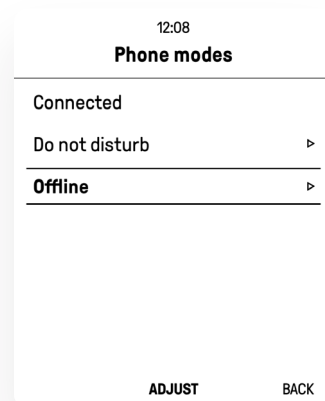 12:08
Phone modes
Connected
Do not disturb
Offline
ADJUST BACK